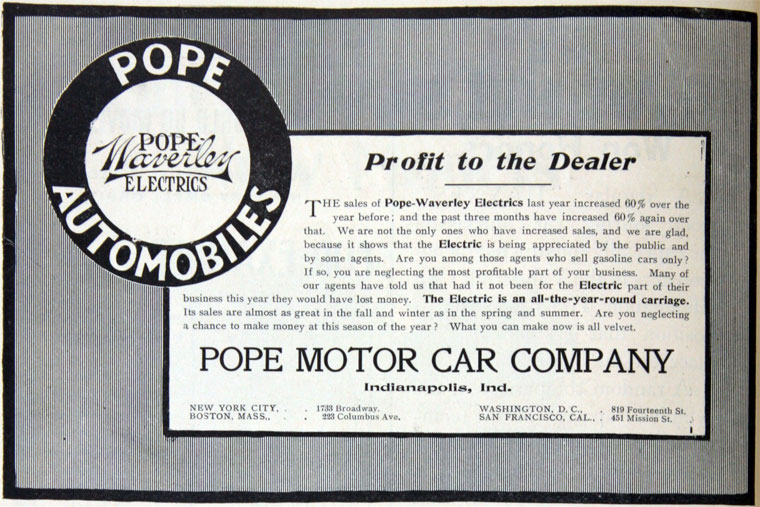 POPE
AUTOMOBILES
POPE-
Waverley
ELECTRICS
Profit to the Dealer
THE sales of Pope-Waverley Electrics last year increased 60% over the
year before; and the past three months have increased 60% again over
that. We are not the only ones who have increased sales, and we are glad,
because it shows that the Electric is being appreciated by the public and
by some agents. Are you among those agents who sell gasoline cars only?
If so, you are neglecting the most profitable part of your business. Many of
our agents have told us that had it not been for the Electric part of their
business this year they would have lost money. The Electric is an all-the-year-round carriage.
Its sales are almost as great in the fall and winter as in the spring and summer. Are you neglecting
a chance to make money at this season of the year? What you can make now is all velvet.
POPE MOTOR CAR COMPANY
Indianapolis, Ind.
NEW YORK CITY, . . 1733 Broadway. WASHINGTON, D. C., . 819 Fourteenth St.
BOSTON, MASS., . . 223 Columbus Ave. SAN FRANCISCO, CAL., . 451 Mission St.